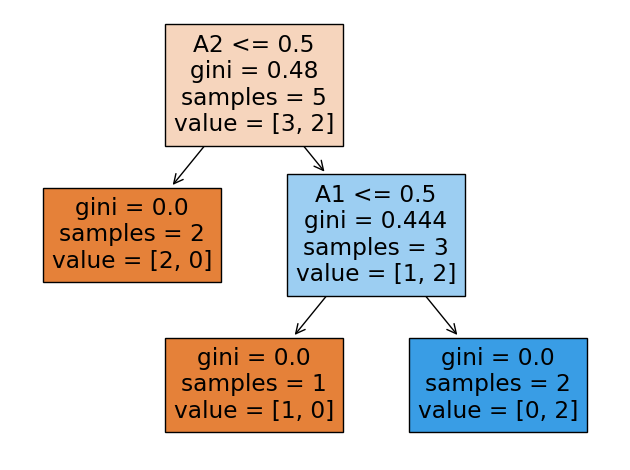 A2 <= 0.5
gini = 0.48
samples = 5
value = [3, 2]
gini = 0.0
samples = 2
value = [2, 0]
A1 <= 0.5
gini = 0.444
samples = 3
value = [1, 2]
gini = 0.0
samples = 1
value = [1, 0]
gini = 0.0
samples = 2
value = [0, 2]